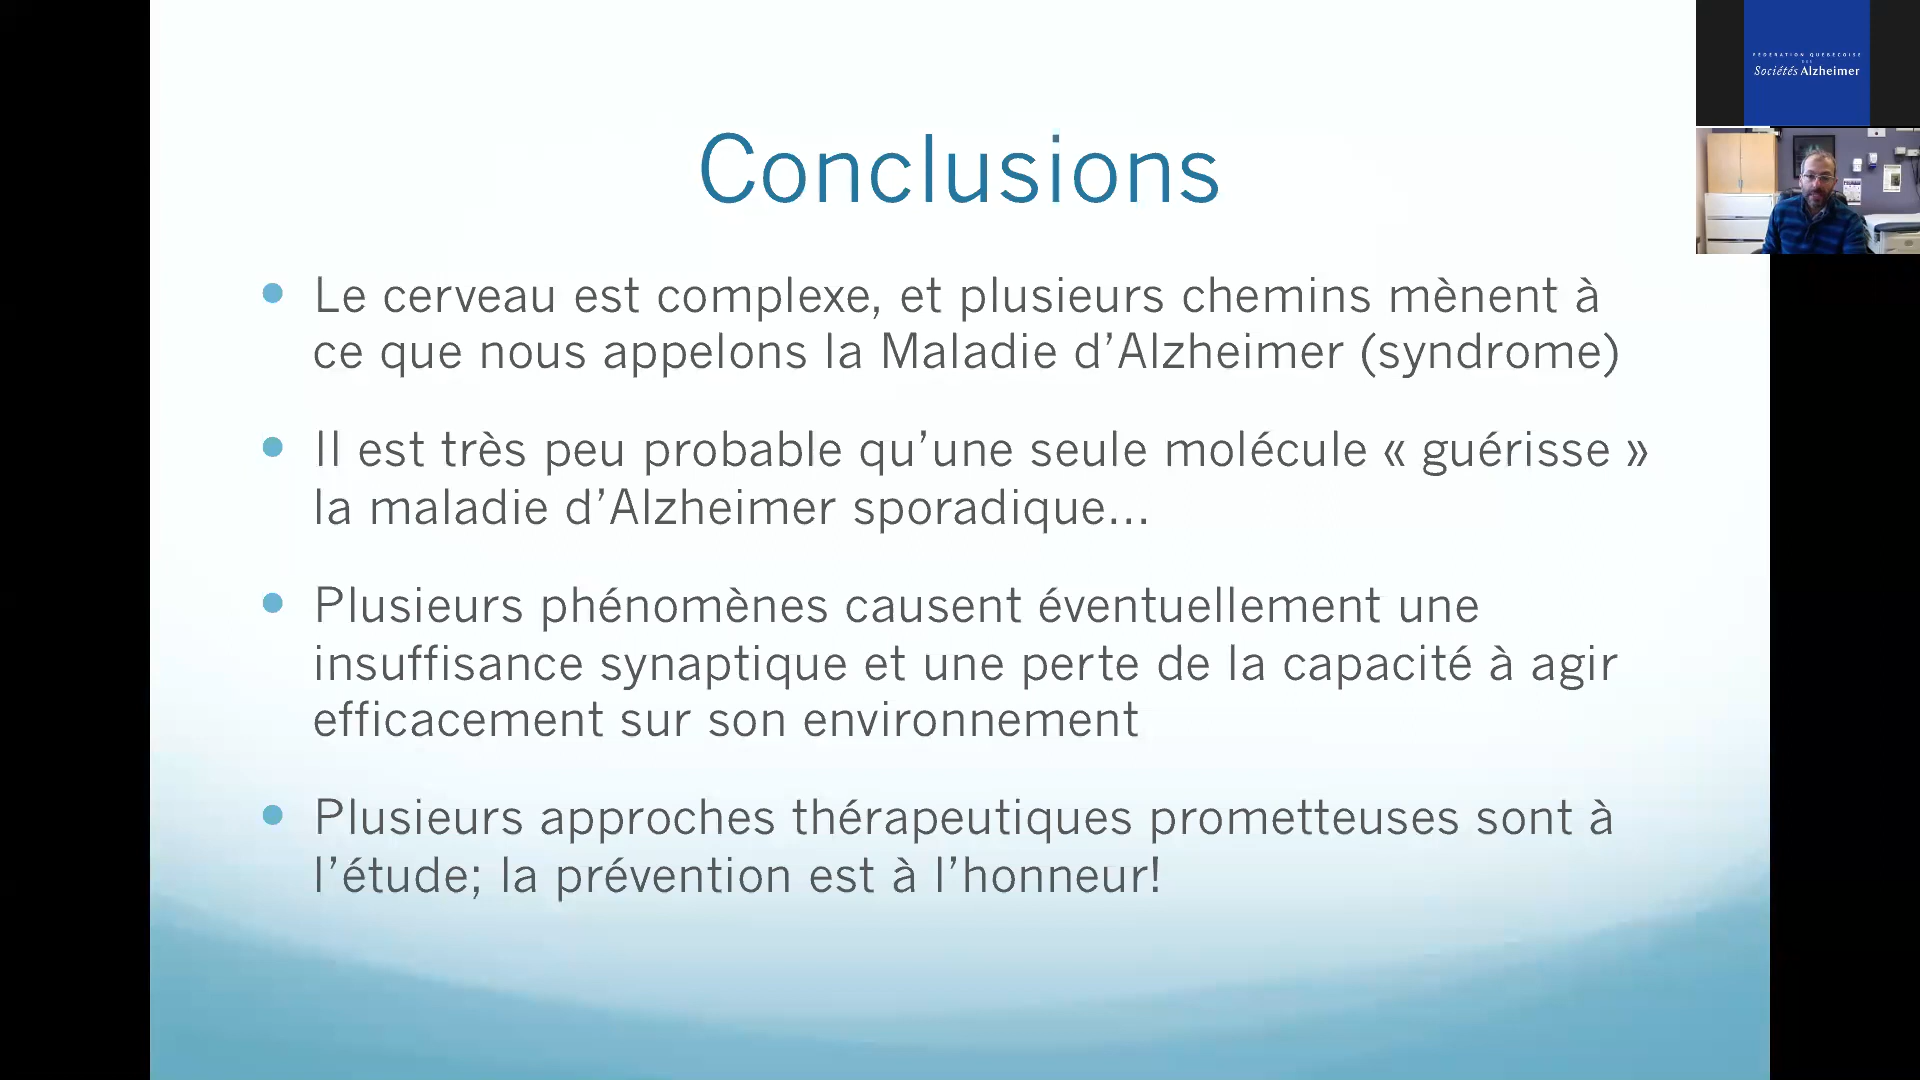 Conclusions
Le cerveau est complexe, et plusieurs chemins mènent à
ce que nous appelons la Maladie d’Alzheimer (syndrome)
Il est très peu probable qu’une seule molécule « guérisse »
la maladie d’Alzheimer sporadique...
Plusieurs phénomènes causent éventuellement une
insuffisance synaptique et une perte de la capacité à agir
efficacement sur son environnement
Plusieurs approches thérapeutiques prometteuses sont à
l’étude; la prévention est à l’honneur!
FÉDÉRATION QUÉBÉCOISE
DES
Sociétés Alzheimer